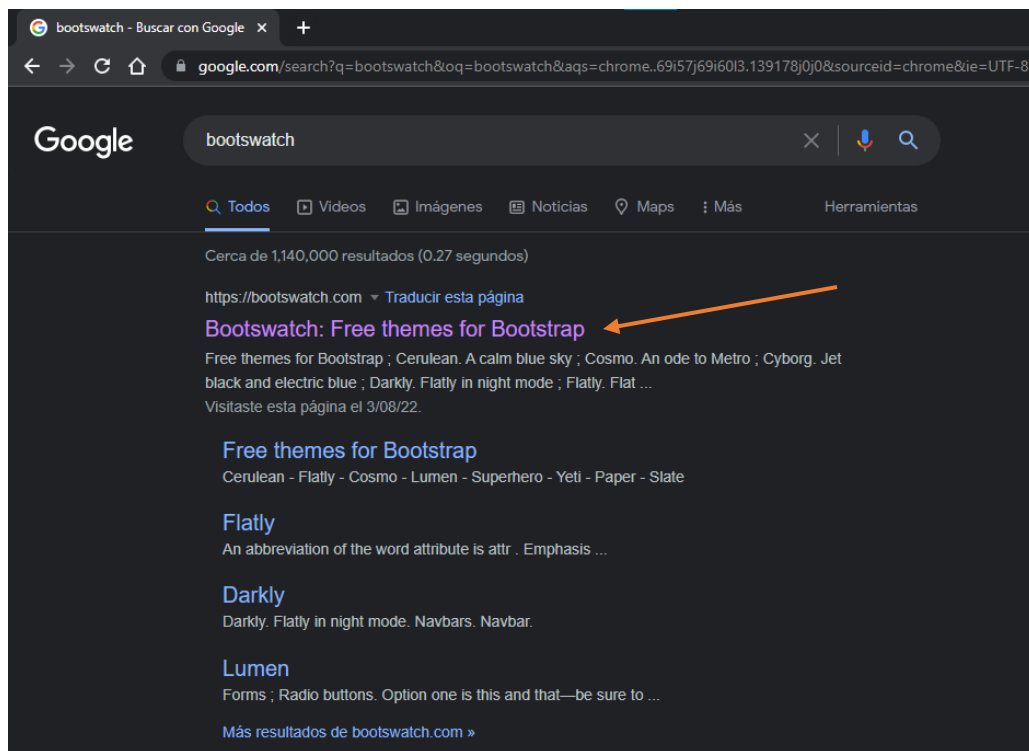 bootswatch - Buscar con Google
google.com/search?q=bootswatch&oq=bootswatch&aqs=chrome..69i57j69i60l3.139178j0j0&sourceid=chrome&ie=UTF-8
Google
bootswatch
Todos Videos Imágenes Noticias Maps Más Herramientas
Cerca de 1,140,000 resultados (0.27 segundos)
https://bootswatch.com Traducir esta página
Bootswatch: Free themes for Bootstrap
Free themes for Bootstrap ; Cerulean. A calm blue sky ; Cosmo. An ode to Metro ; Cyborg. Jet
black and electric blue ; Darkly. Flatly in night mode ; Flatly. Flat ...
Visitaste esta página el 3/08/22.
Free themes for Bootstrap
Cerulean - Flatly - Cosmo - Lumen - Superhero - Yeti - Paper - Slate
Flatly
An abbreviation of the word attribute is attr . Emphasis ...
Darkly
Darkly. Flatly in night mode. Navbars. Navbar.
Lumen
Forms ; Radio buttons. Option one is this and that—be sure to ...
Más resultados de bootswatch.com »